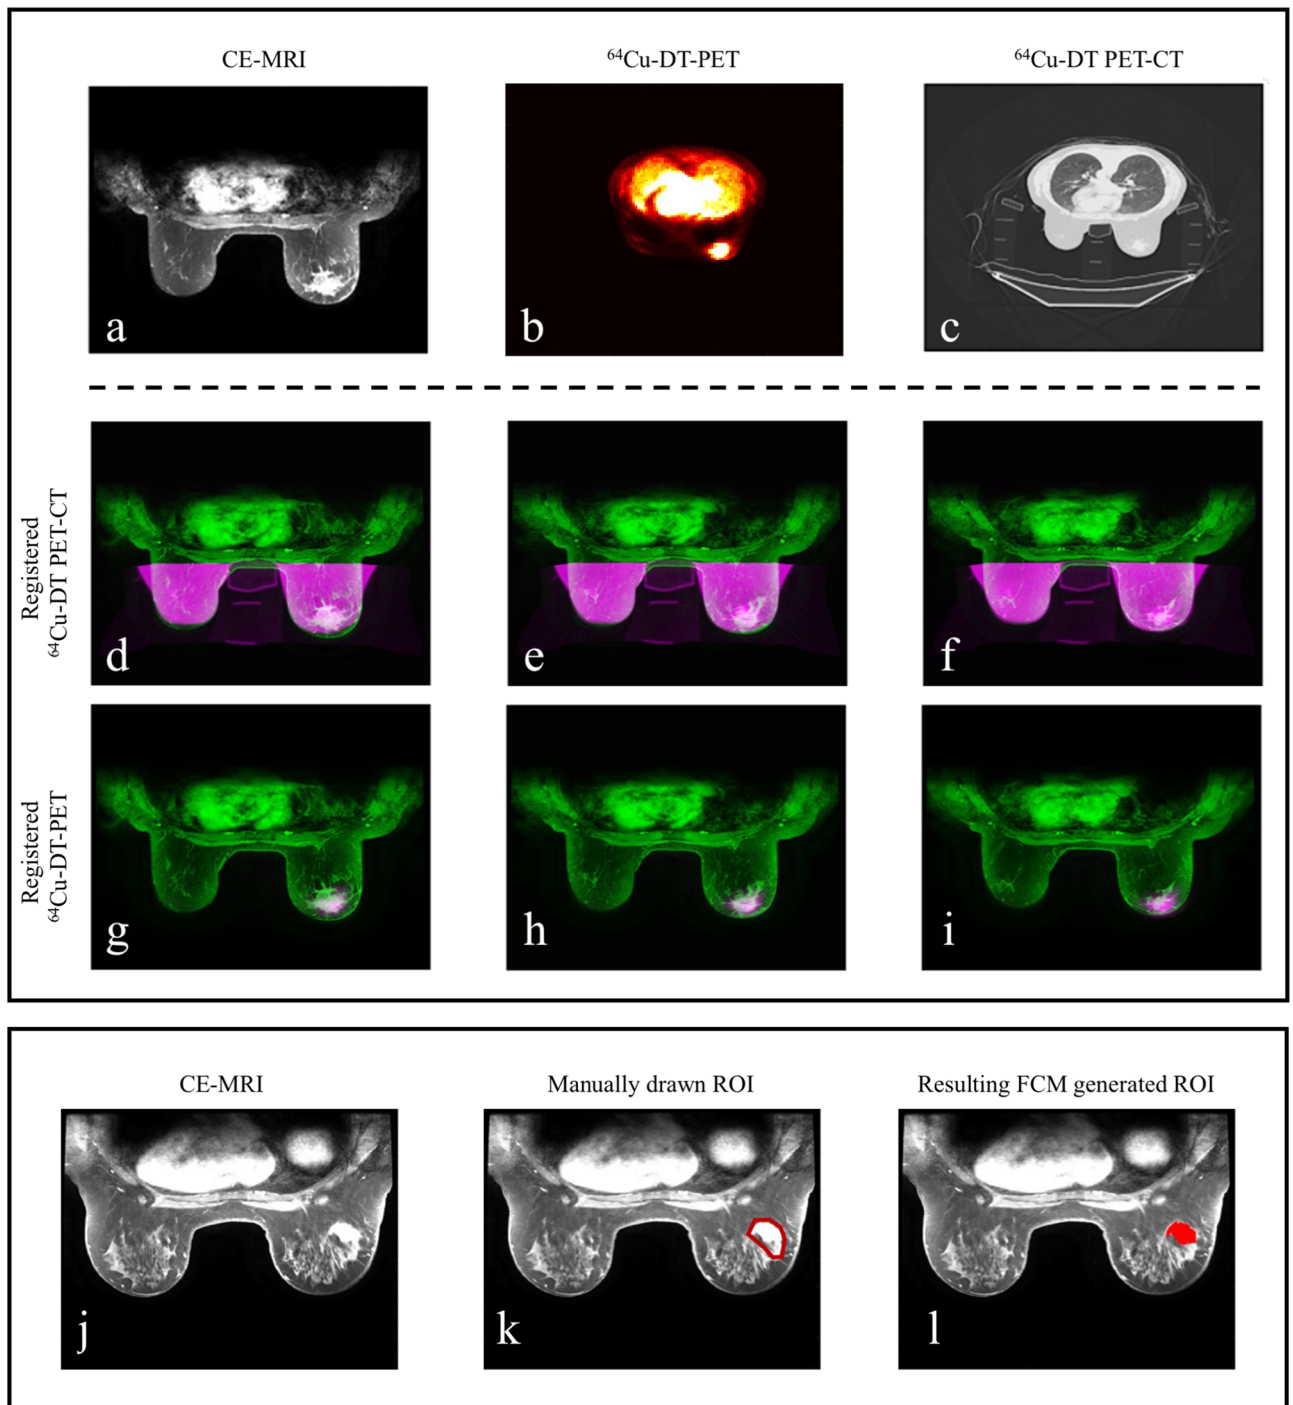 CE-MRI
⁶⁴Cu-DT-PET
⁶⁴Cu-DT PET-CT
a
b
c
Registered
⁶⁴Cu-DT PET-CT
d
e
f
Registered
⁶⁴Cu-DT-PET
g
h
i
CE-MRI
Manually drawn ROI
Resulting FCM generated ROI
j
k
l